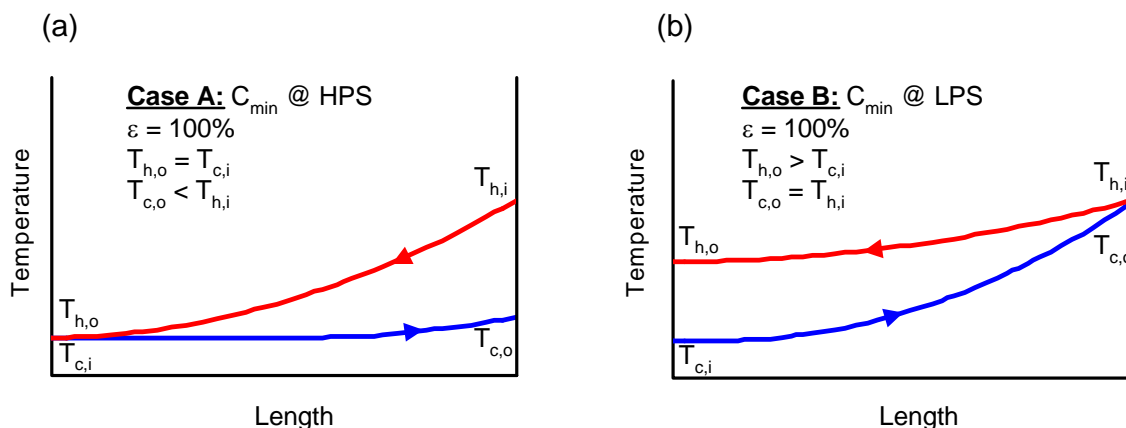 (a)
Case A: Cmin @ HPS
ε = 100%
Th,o = Tc,i
Tc,o < Th,i
Th,i
Th,o
Tc,i
Tc,o
Temperature
Length
(b)
Case B: Cmin @ LPS
ε = 100%
Th,o > Tc,i
Tc,o = Th,i
Th,i
Th,o
Tc,o
Tc,i
Temperature
Length